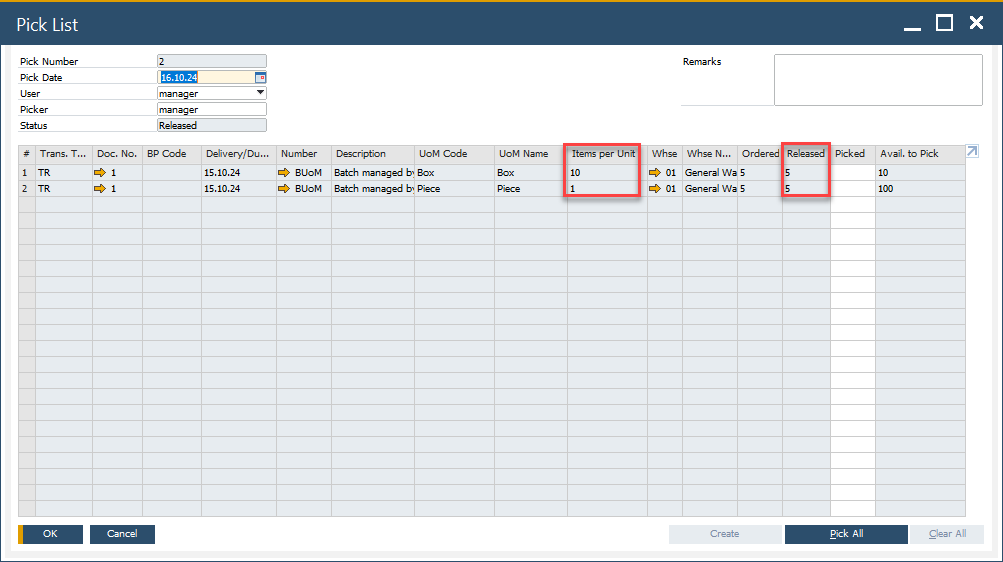 Pick List
Pick Number 2
Pick Date 16.10.24
User manager
Picker manager
Status Released
Remarks
# Trans. T... Doc. No. BP Code Delivery/Du... Number Description UoM Code UoM Name Items per Unit Whse Whse N... Ordered Released Picked Avail. to Pick
1 TR 1 15.10.24 BUoM Batch managed by Box Box 10 01 General Wa 5 5 10
2 TR 1 15.10.24 BUoM Batch managed by Piece Piece 1 01 General Wa 5 5 100
OK Cancel Create Pick All Clear All